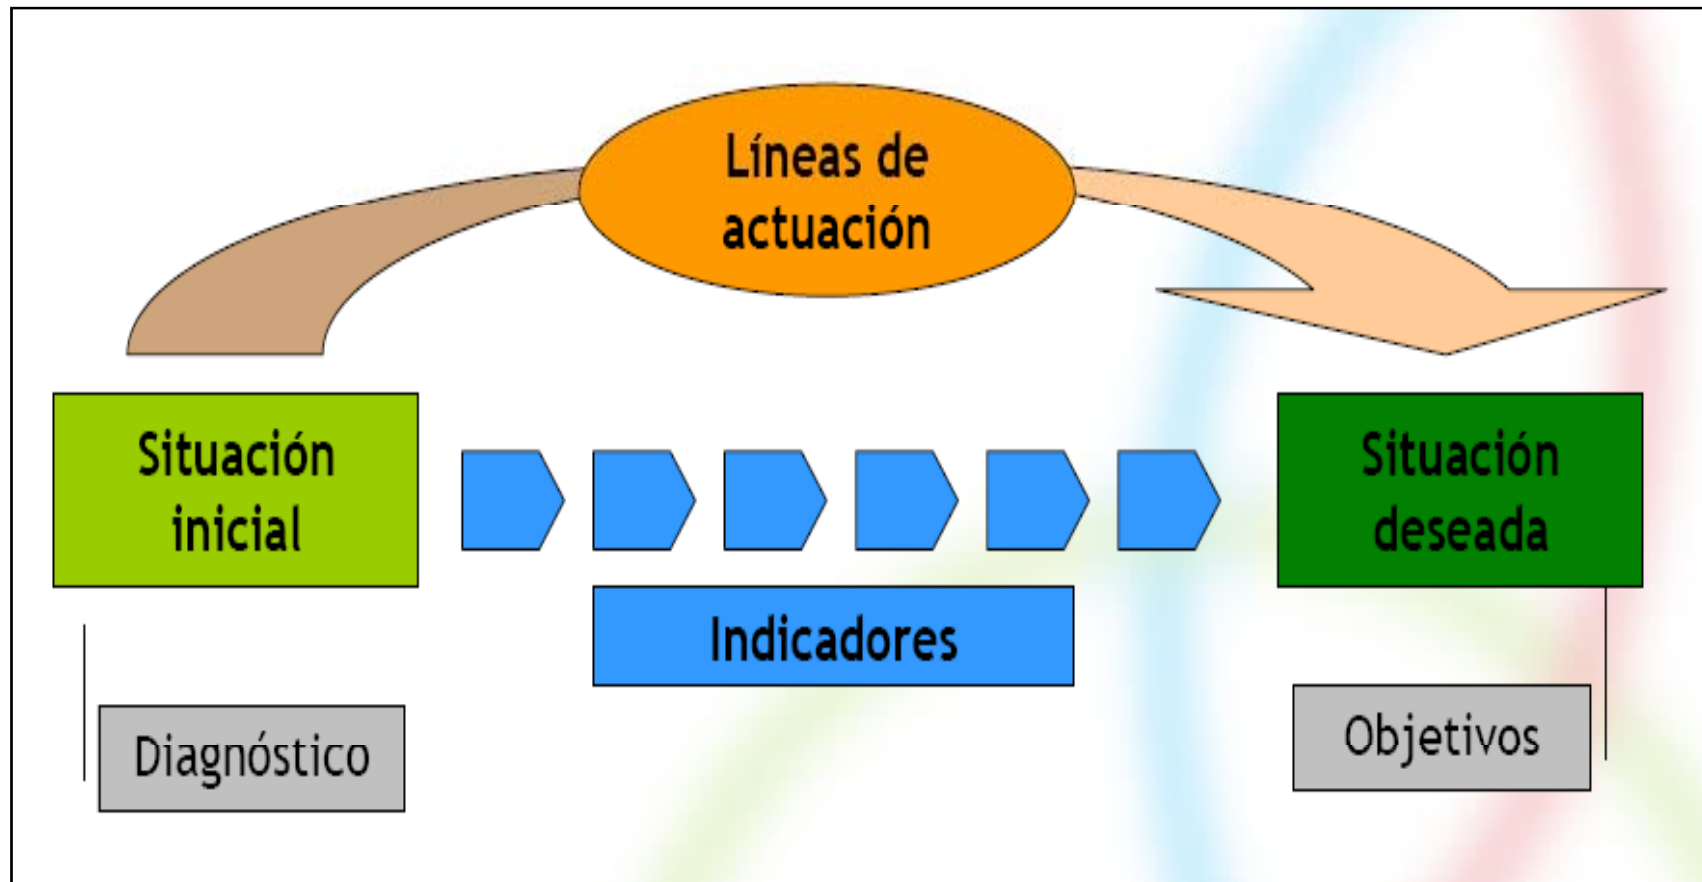 Líneas de
actuación
Situación
inicial
Situación
deseada
Indicadores
Diagnóstico
Objetivos